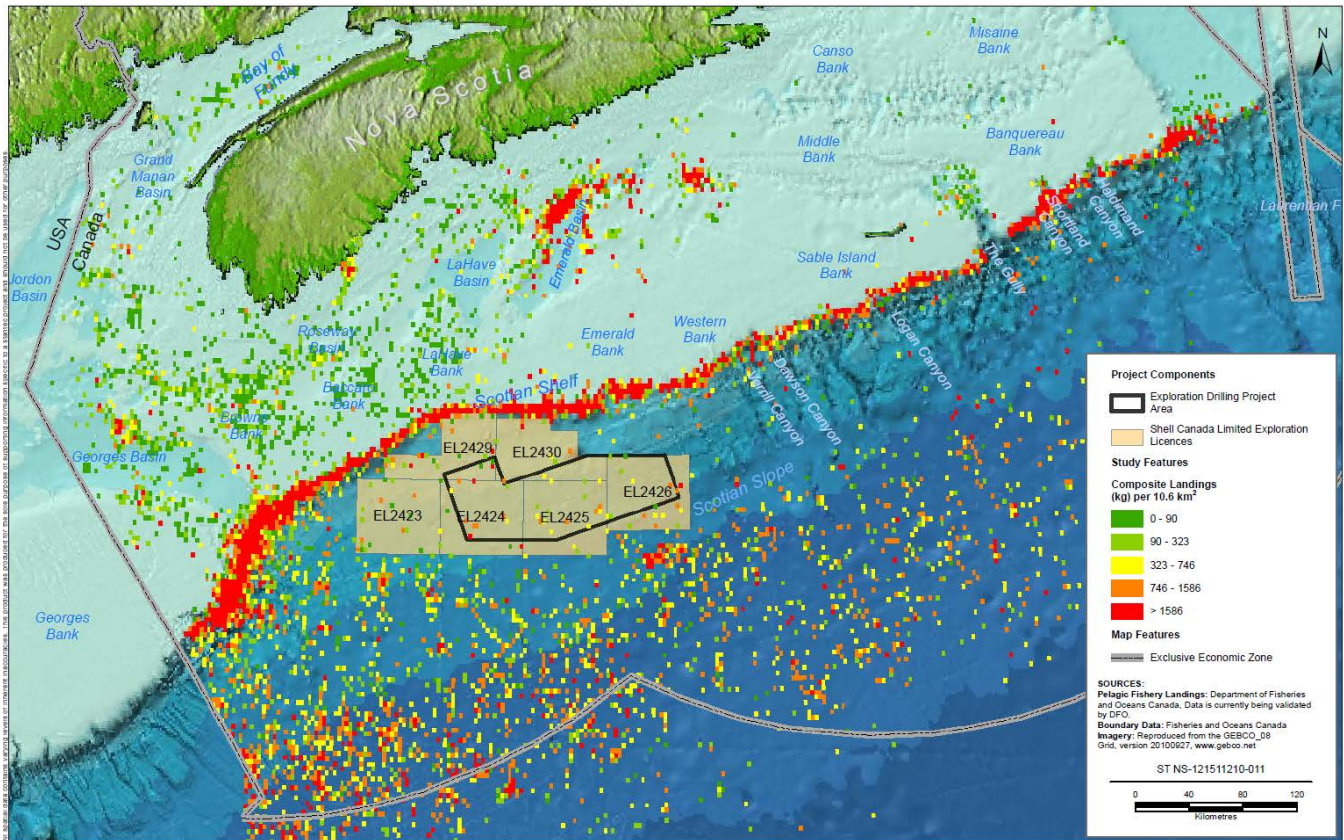 Bay of
Fundy
Nova Scotia
Misaine
Bank
Canso
Bank
N
Middle
Bank
Banquereau
Bank
Grand
Manan
Basin
USA
Canada
Jordon
Basin
LaHave
Basin
Emerald Basin
Sable Island
Bank
The Gully
Shortland
Canyon
Haldimand
Canyon
Laurentian F
Roseway
Basin
LaHave
Bank
Emerald
Bank
Western
Bank
Logan Canyon
Dawson Canyon
Verrill Canyon
Baccaro
Bank
Browns
Bank
Scotian Shelf
Scotian Slope
Georges Basin
Georges
Bank
EL2429
EL2430
EL2423
EL2424
EL2425
EL2426
Project Components
Exploration Drilling Project
Area
Shell Canada Limited Exploration
Licences
Study Features
Composite Landings
(kg) per 10.6 km²
0 - 90
90 - 323
323 - 746
746 - 1586
> 1586
Map Features
Exclusive Economic Zone
SOURCES:
Pelagic Fishery Landings: Department of Fisheries
and Oceans Canada, Data is currently being validated
by DFO.
Boundary Data: Fisheries and Oceans Canada
Imagery: Reproduced from the GEBCO_08
Grid, version 20100927, www.gebco.net
ST NS-121511210-011
0 40 80 120
Kilometres